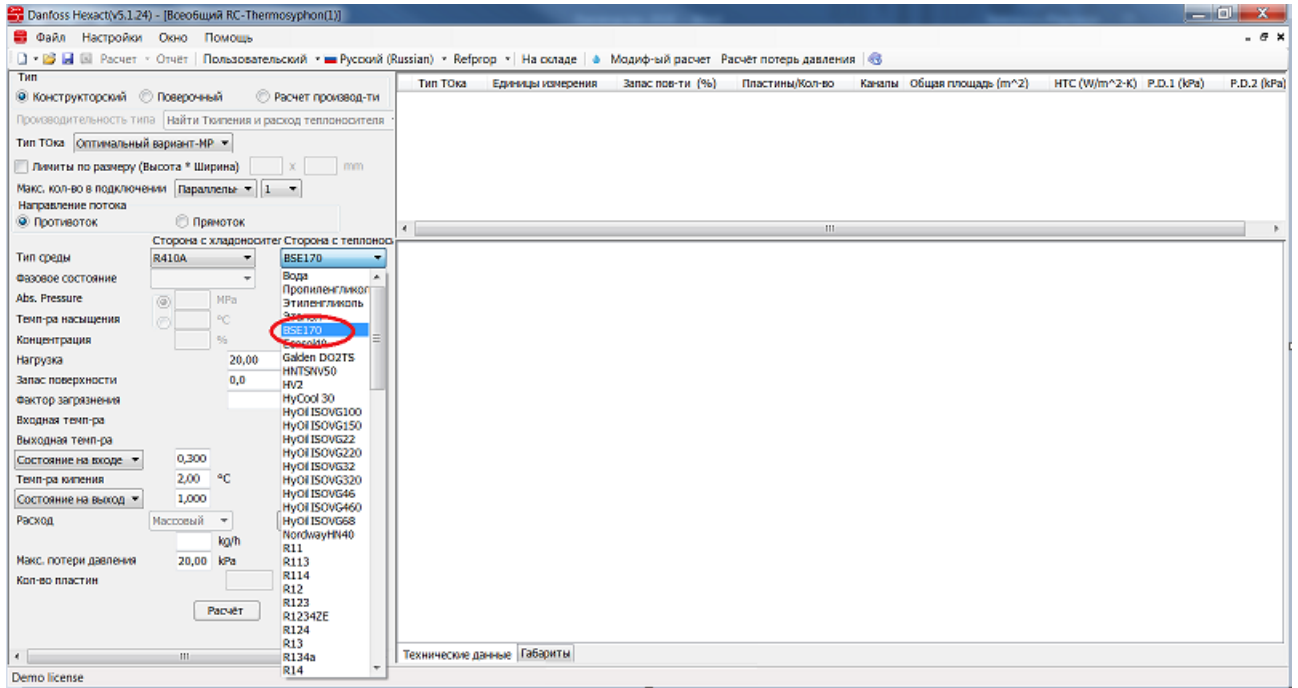 Danfoss Hexact(v5.1.24) - [Всеобщий RC-Thermosyphon(1)]
Файл Настройки Окно Помощь
Расчет Отчёт Пользовательский Русский (Russian) Refprop На складе Модиф-ый расчет Расчёт потерь давления
Тип
Конструкторский Поверочный Расчет производ-ти
Производительность типа Найти Ткипения и расход теплоносителя
Тип ТОка Оптимальный вариант-МР
Лимиты по размеру (Высота * Ширина) x mm
Макс. кол-во в подключении Параллель 1
Направление потока
Противоток Прямоток
Сторона с хладоносител Сторона с теплонос
Тип среды R410A BSE170
Фазовое состояние
Abs. Pressure MPa
Темп-ра насыщения °C
Концентрация %
Нагрузка 20,00
Запас поверхности 0,0
Фактор загрязнения
Входная темп-ра
Выходная темп-ра
Состояние на входе 0,300
Темп-ра кипения 2,00 °C
Состояние на выход 1,000
Расход Массовый
kg/h
Макс. потери давления 20,00 kPa
Кол-во пластин
Расчёт
Вода
Пропиленгликол
Этиленгликоль
Этанол
BSE170
Galden DO2TS
HNTSNV50
HV2
HyCool 30
HyOil ISOVG100
HyOil ISOVG150
HyOil ISOVG22
HyOil ISOVG220
HyOil ISOVG32
HyOil ISOVG320
HyOil ISOVG46
HyOil ISOVG460
HyOil ISOVG68
NordwayHN40
R11
R113
R114
R12
R123
R1234ZE
R124
R13
R134a
R14
Тип ТОка Единицы измерения Запас пов-ти (%) Пластины/Кол-во Каналы Общая площадь (m^2) HTC (W/m^2-K) P.D.1 (kPa) P.D.2 (kPa)
Технические данные Габариты
Demo license